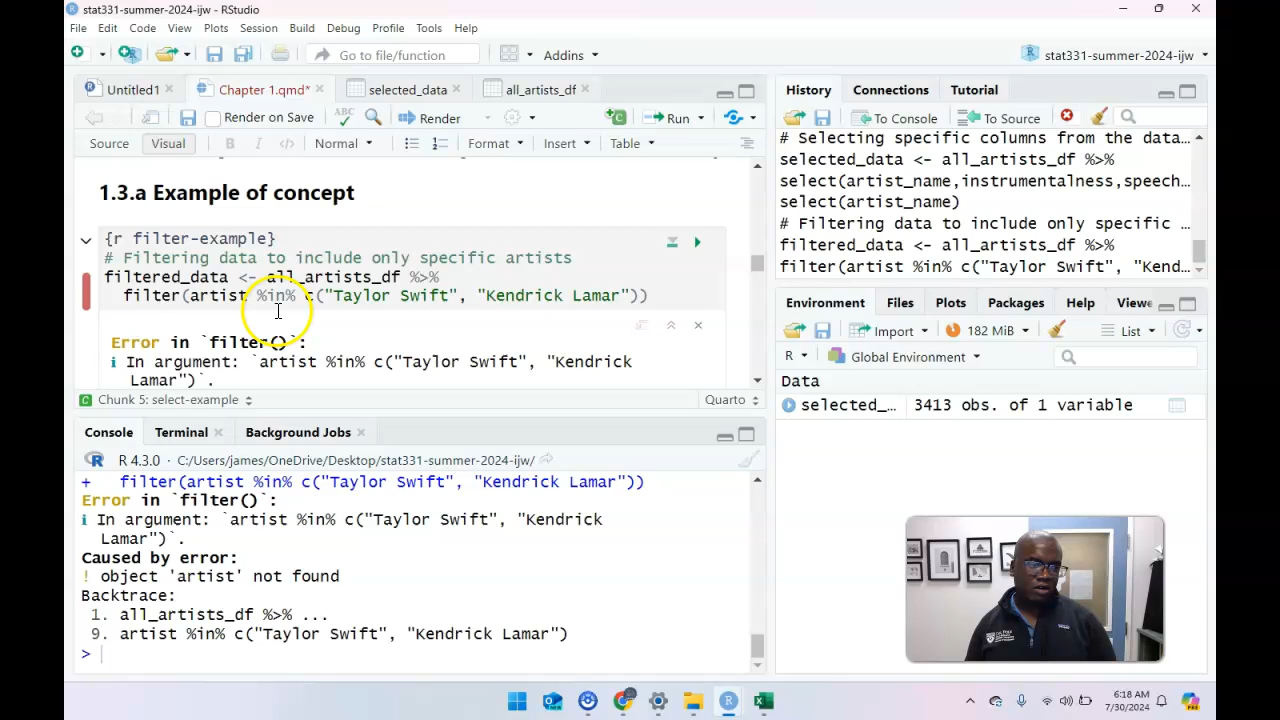 stat331-summer-2024-ijw - RStudio
File Edit Code View Plots Session Build Debug Profile Tools Help
Go to file/function Addins stat331-summer-2024-ijw
Untitled1 Chapter 1.qmd* selected_data all_artists_df
Render on Save ABC Render Run
Source Visual B I Normal Format Insert Table
1.3.a Example of concept
{r filter-example}
# Filtering data to include only specific artists
filtered_data <- all_artists_df %>%
filter(artist %in% c("Taylor Swift", "Kendrick Lamar"))
Error in `filter()`:
ℹ In argument: `artist %in% c("Taylor Swift", "Kendrick
Lamar")`.
Chunk 5: select-example Quarto
Console Terminal Background Jobs
R 4.3.0 · C:/Users/james/OneDrive/Desktop/stat331-summer-2024-ijw/
+ filter(artist %in% c("Taylor Swift", "Kendrick Lamar"))
Error in `filter()`:
ℹ In argument: `artist %in% c("Taylor Swift", "Kendrick
Lamar")`.
Caused by error:
! object 'artist' not found
Backtrace:
1. all_artists_df %>% ...
9. artist %in% c("Taylor Swift", "Kendrick Lamar")
>
History Connections Tutorial
To Console To Source
# Selecting specific columns from the data…
selected_data <- all_artists_df %>%
select(artist_name,instrumentalness,speech…
select(artist_name)
# Filtering data to include only specific …
filtered_data <- all_artists_df %>%
filter(artist %in% c("Taylor Swift", "Kend…
Environment Files Plots Packages Help Viewe
Import 182 MiB List
R Global Environment
Data
selected_… 3413 obs. of 1 variable
6:18 AM
7/30/2024